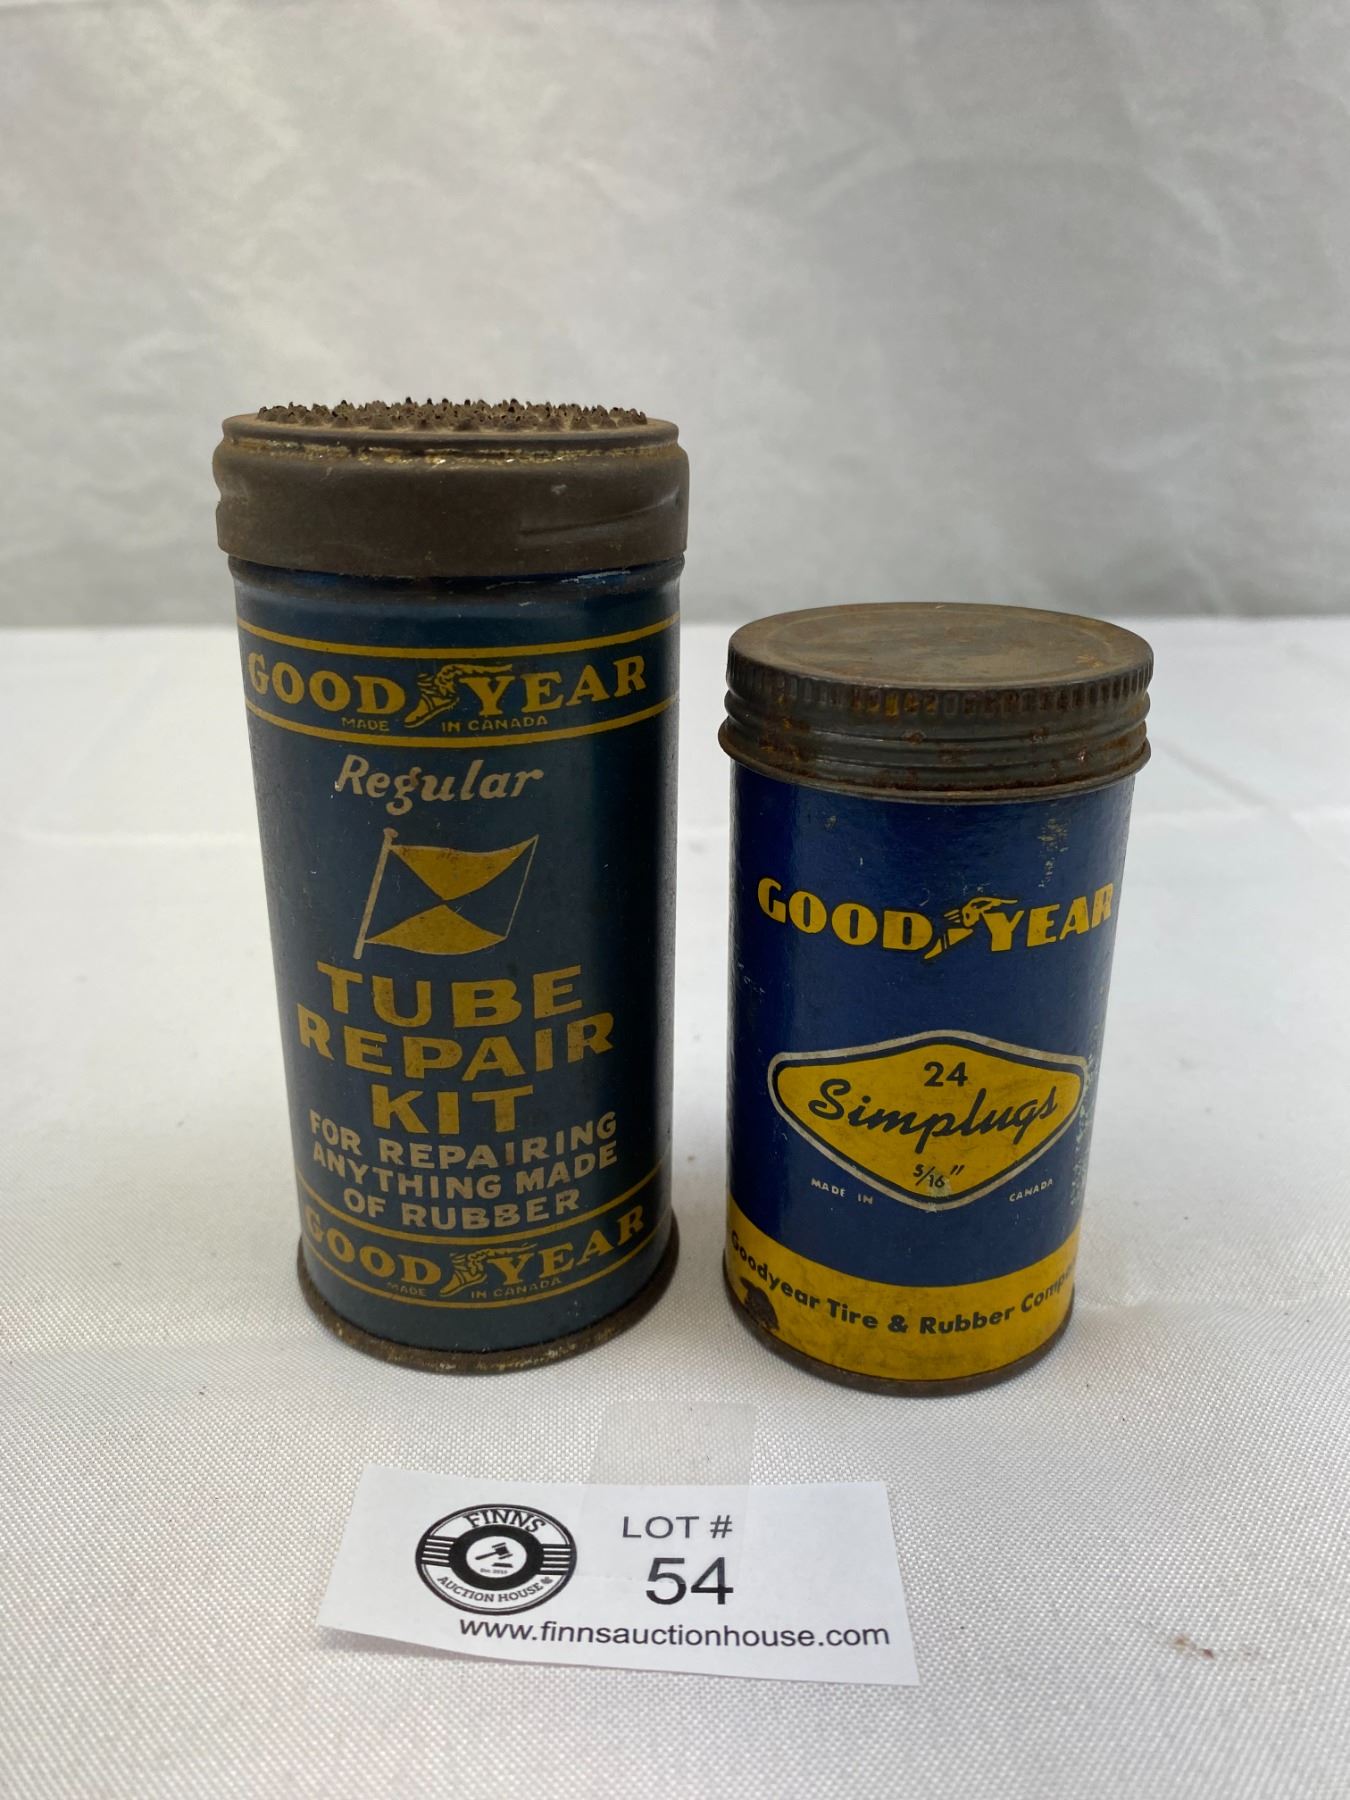 GOOD YEAR
MADE IN CANADA
Regular
TUBE
REPAIR
KIT
FOR REPAIRING
ANYTHING MADE
OF RUBBER
GOOD YEAR
MADE IN CANADA
GOOD YEAR
24
Simplugs
5/16"
MADE IN CANADA
Goodyear Tire & Rubber
FINNS
AUCTION HOUSE
LOT #
54
www.finnsauctionhouse.com